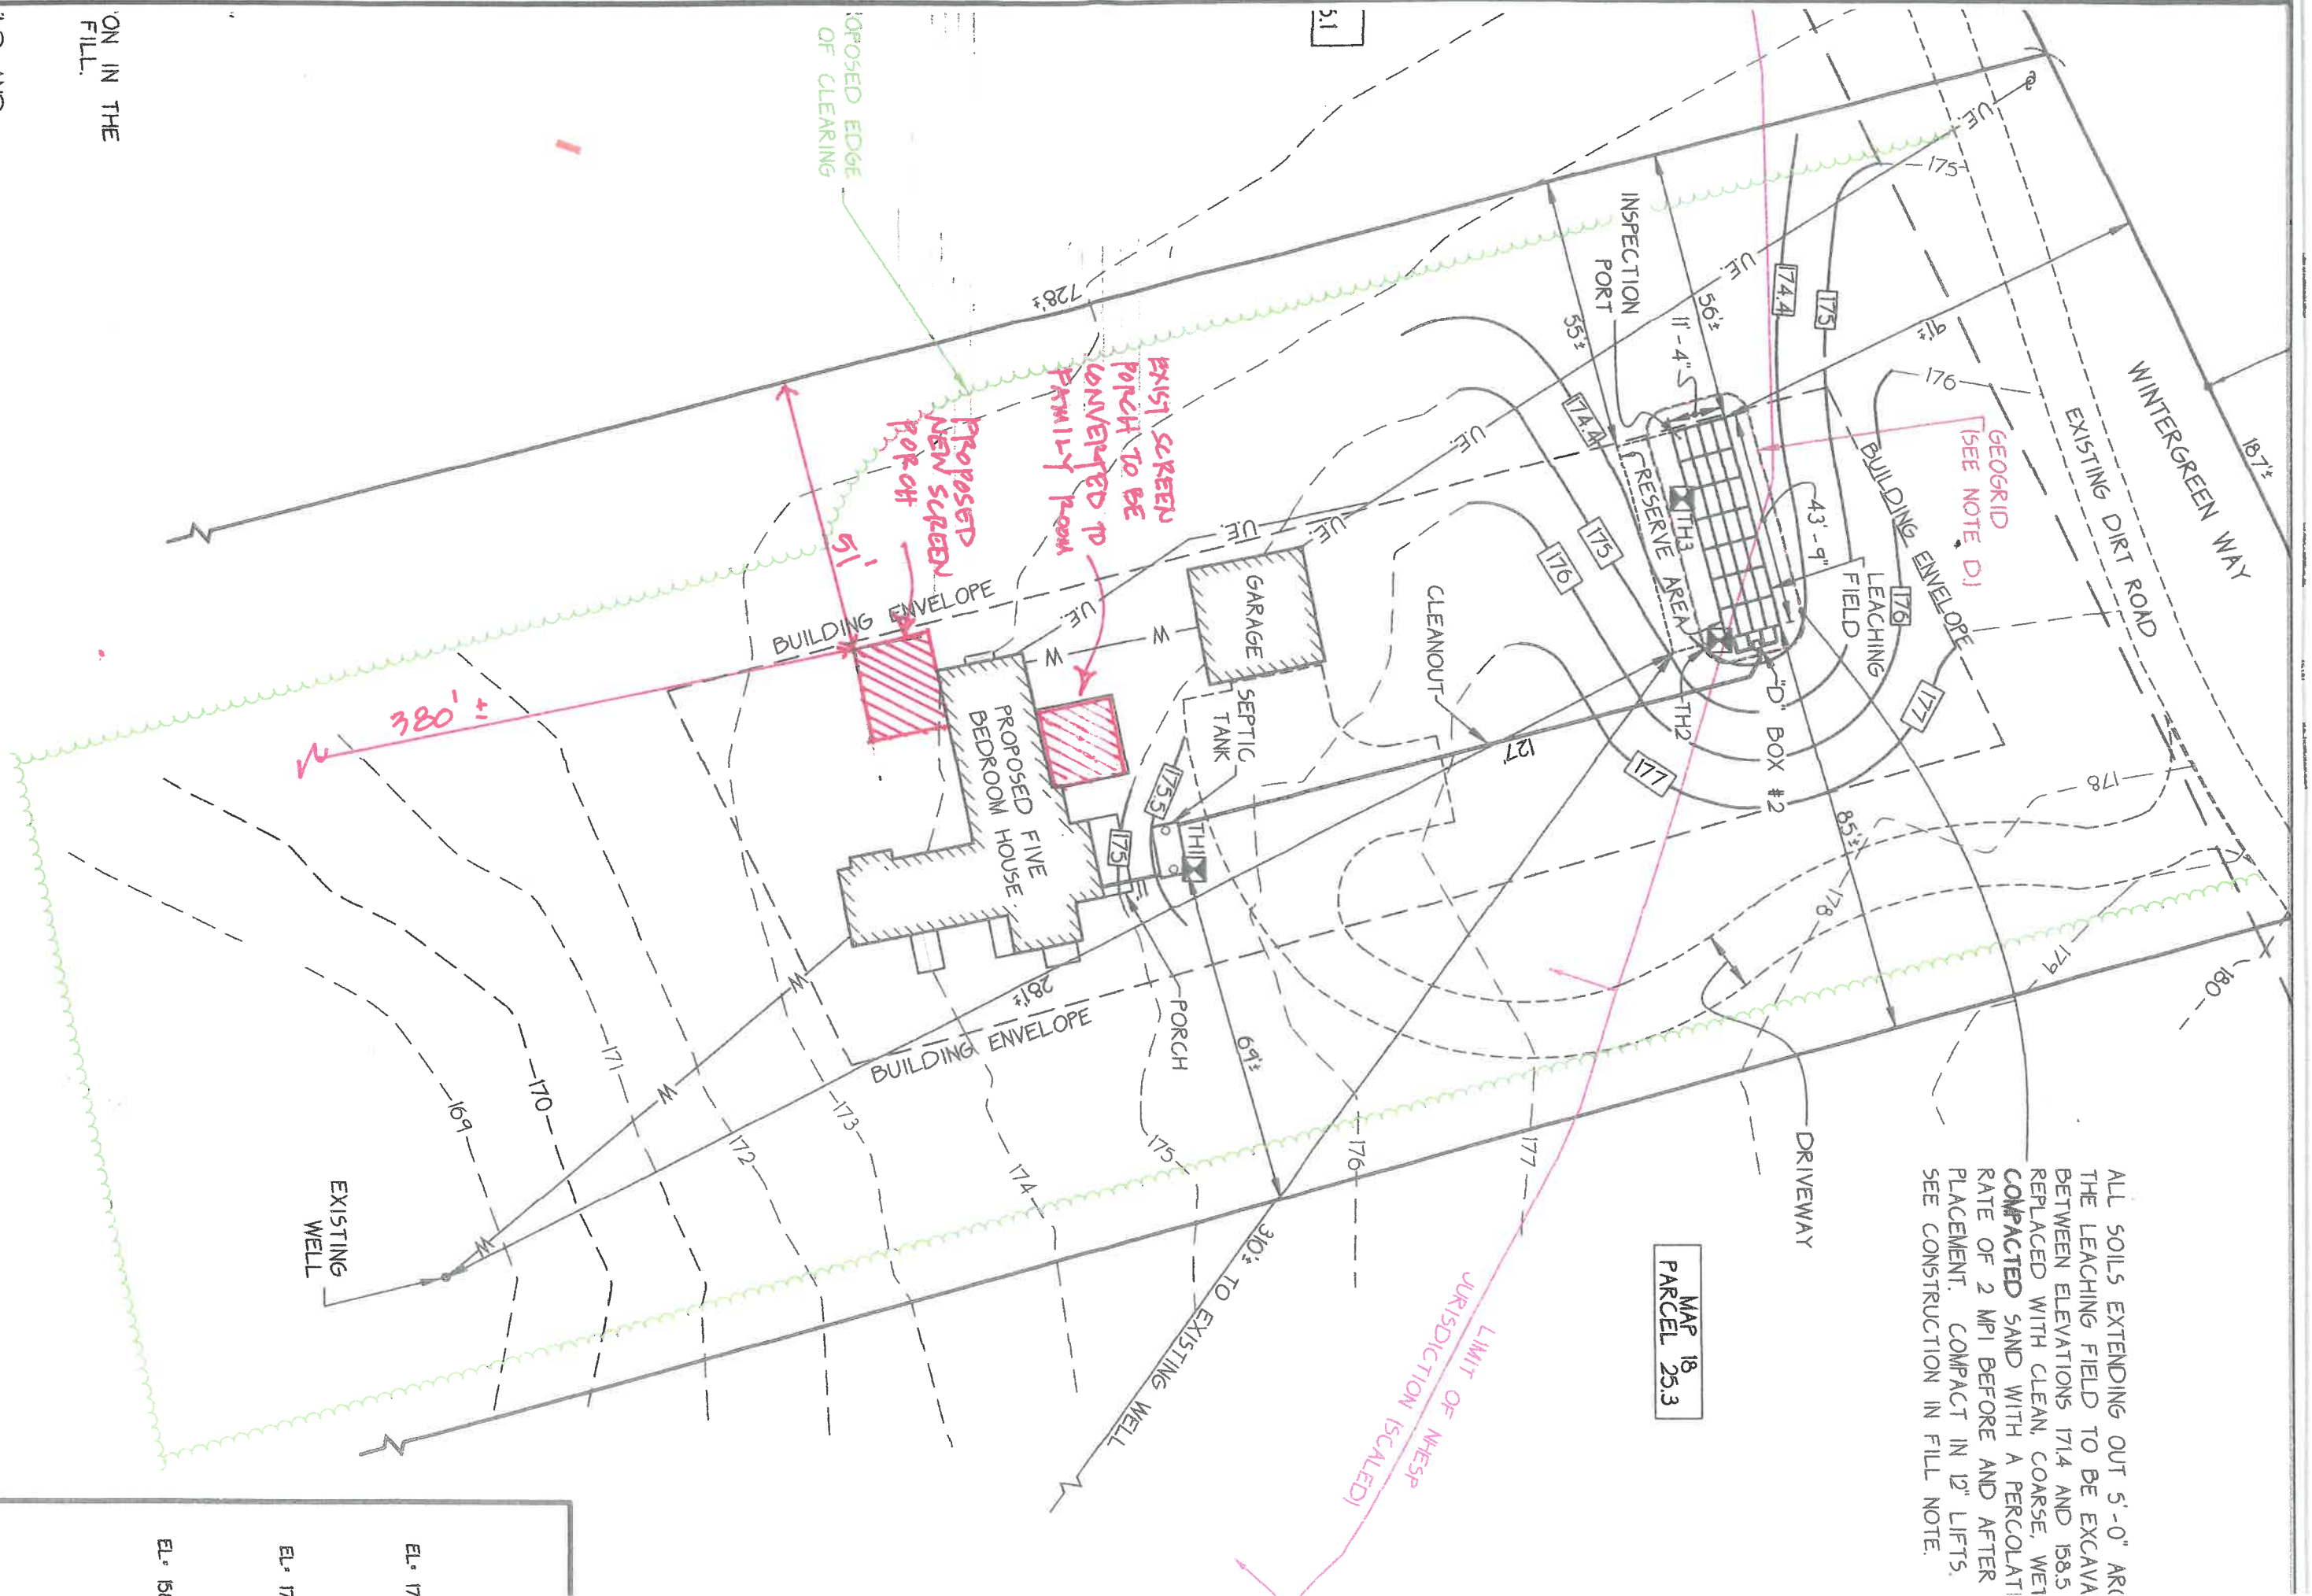 ON IN THE
FILL.
OPOSED EDGE
OF CLEARING
5.1
WINTERGREEN WAY
187'±
EXISTING DIRT ROAD
GEOGRID
(SEE NOTE D.)
BUILDING ENVELOPE
91'±
U.E.
175
176
178
179
180
178
174.4
175
176
177
INSPECTION
PORT
56'±
11'-4"
55'±
43'-9"
LEACHING
FIELD
TH3
RESERVE AREA
TH2
"D" BOX #2
85'±
174.4
175
176
177
U.E.
U.E.
U.E.
U.E.
U.E.
728'±
CLEANOUT
127'
GARAGE
W
W
SEPTIC
TANK
175.5
TH1
175
PORCH
69'±
EXIST SCREEN
PORCH TO BE
CONVERTED TO
FAMILY ROOM
PROPOSED
NEW SCREEN
PORCH
51'
380'±
BUILDING ENVELOPE
PROPOSED FIVE
BEDROOM HOUSE
281'±
BUILDING ENVELOPE
W
W
W
169
170
171
172
173
174
175
176
177
EXISTING
WELL
310'± TO EXISTING WELL
DRIVEWAY
LIMIT OF NHESP
JURISDICTION (SCALED)
MAP 18
PARCEL 25.3
ALL SOILS EXTENDING OUT 5'-0"
THE LEACHING FIELD TO BE EXCAVA
BETWEEN ELEVATIONS 171.4 AND 158.5
REPLACED WITH CLEAN, COARSE, WE
COMPACTED SAND WITH A PERCOLAT
RATE OF 2 MPI BEFORE AND AFTER
PLACEMENT. COMPACT IN 12" LIFTS.
SEE CONSTRUCTION IN FILL NOTE.
EL= 17
EL= 17
EL= 15